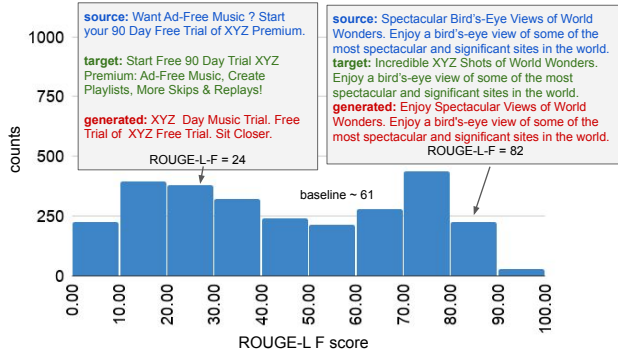 source: Want Ad-Free Music ? Start
your 90 Day Free Trial of XYZ Premium.
target: Start Free 90 Day Trial XYZ
Premium: Ad-Free Music, Create
Playlists, More Skips & Replays!
generated: XYZ  Day Music Trial. Free
Trial of  XYZ Free Trial. Sit Closer.
ROUGE-L-F = 24
source: Spectacular Bird's-Eye Views of World
Wonders. Enjoy a bird's-eye view of some of the
most spectacular and significant sites in the world.
target: Incredible XYZ Shots of World Wonders.
Enjoy a bird's-eye view of some of the most
spectacular and significant sites in the world.
generated: Enjoy Spectacular Views of World
Wonders. Enjoy a bird's-eye view of some of the
most spectacular and significant sites in the world.
ROUGE-L-F = 82
baseline ~ 61
counts
1000
750
500
250
0
0.00
10.00
20.00
30.00
40.00
50.00
60.00
70.00
80.00
90.00
100.00
ROUGE-L F score